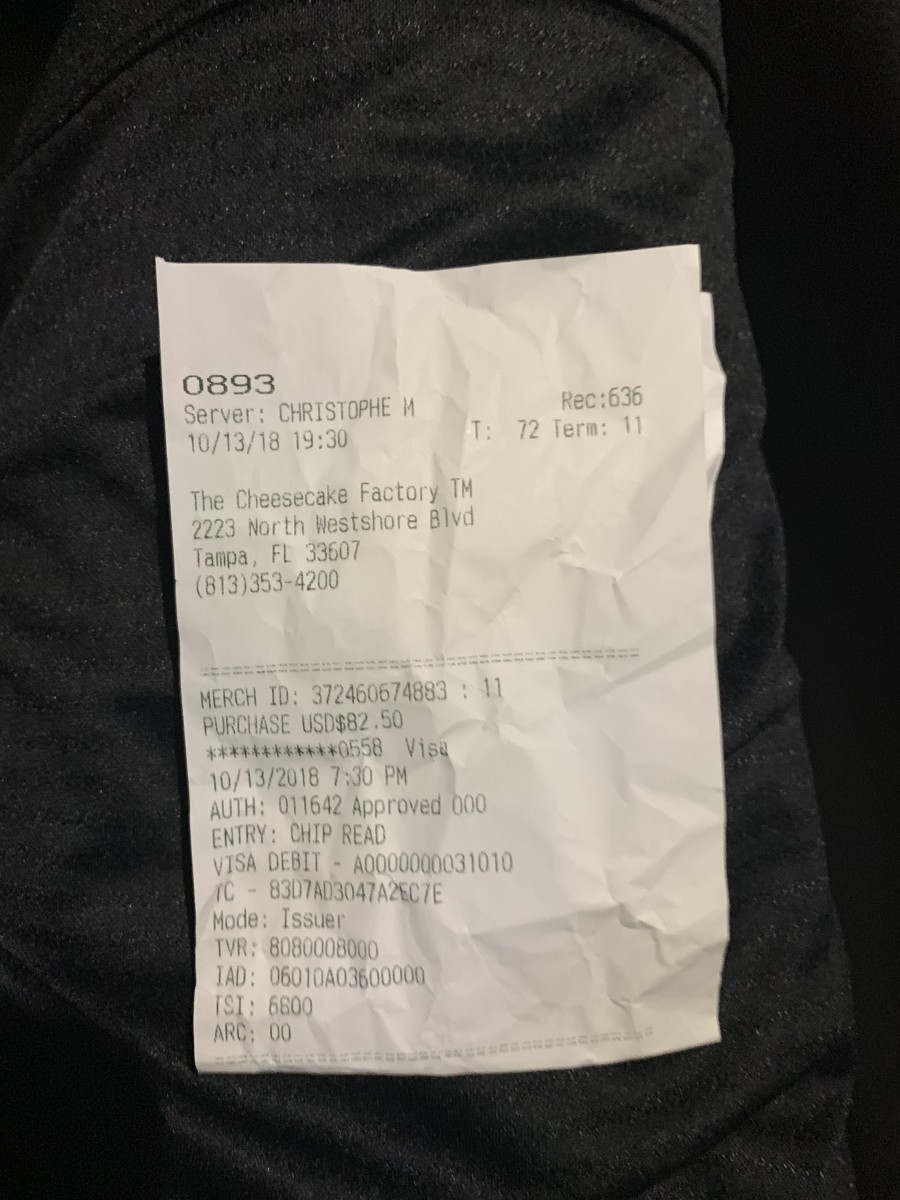 0893
Server: CHRISTOPHE M Rec:636
10/13/18 19:30 T: 72 Term: 11
The Cheesecake Factory TM
2223 North Westshore Blvd
Tampa, FL 33607
(813)353-4200
MERCH ID: 372460674883 : 11
PURCHASE USD$82.50
************0558 Visa
10/13/2018 7:30 PM
AUTH: 011642 Approved 000
ENTRY: CHIP READ
VISA DEBIT - A0000000031010
TC - 83D7AD3047A2EC7E
Mode: Issuer
TVR: 8080008000
IAD: 06010A03600000
TSI: 6800
ARC: 00